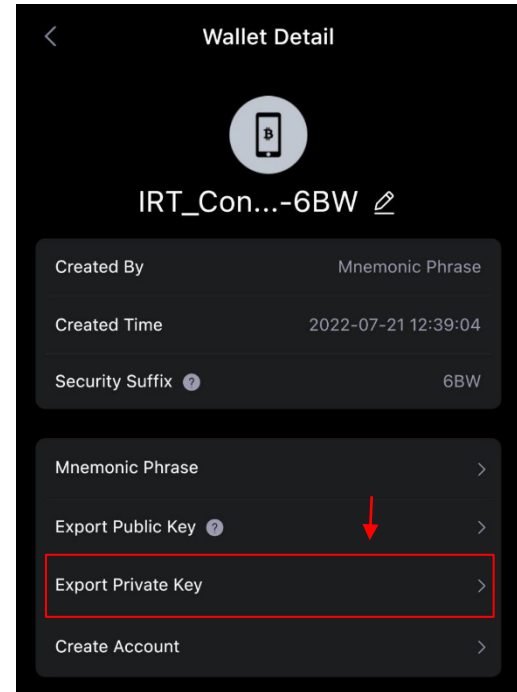 Wallet Detail
IRT_Con...-6BW
Created By Mnemonic Phrase
Created Time 2022-07-21 12:39:04
Security Suffix ? 6BW
Mnemonic Phrase
Export Public Key ?
Export Private Key
Create Account